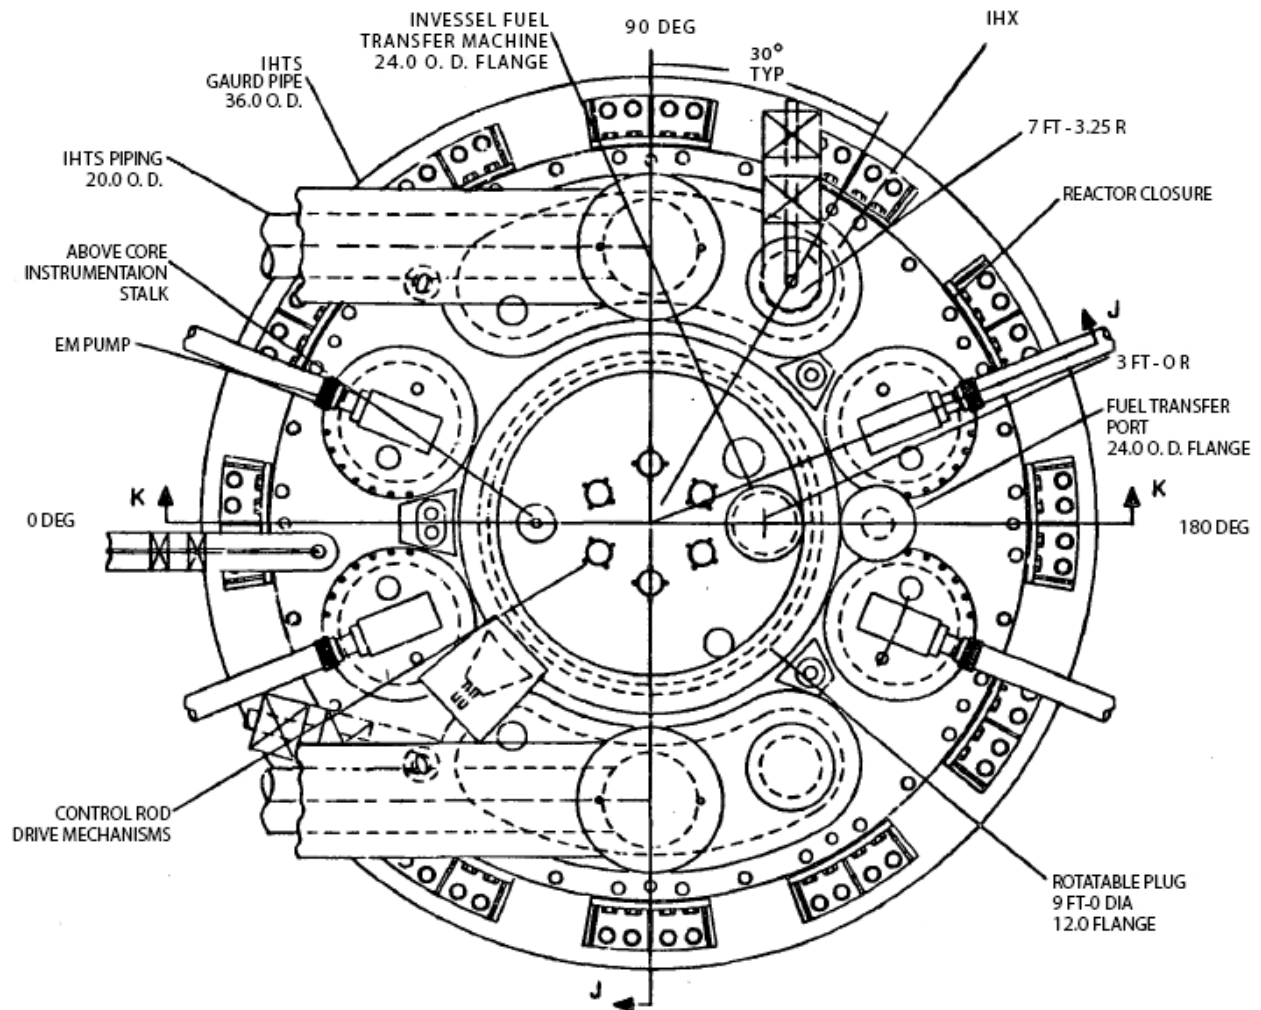 INVESSEL FUEL
TRANSFER MACHINE
24.0 O. D. FLANGE
90 DEG
IHX
30°
TYP
IHTS
GAURD PIPE
36.0 O. D.
7 FT - 3.25 R
IHTS PIPING
20.0 O. D.
REACTOR CLOSURE
ABOVE CORE
INSTRUMENTAION
STALK
J
EM PUMP
3 FT - O R
FUEL TRANSFER
PORT
24.0 O. D. FLANGE
K
K
0 DEG
180 DEG
CONTROL ROD
DRIVE MECHANISMS
ROTATABLE PLUG
9 FT-0 DIA
12.0 FLANGE
J